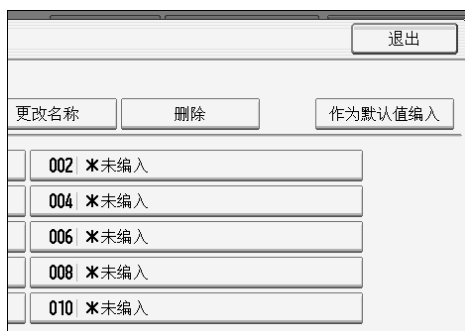 退出
更改名称 删除 作为默认值编入
002 *未编入
004 *未编入
006 *未编入
008 *未编入
010 *未编入